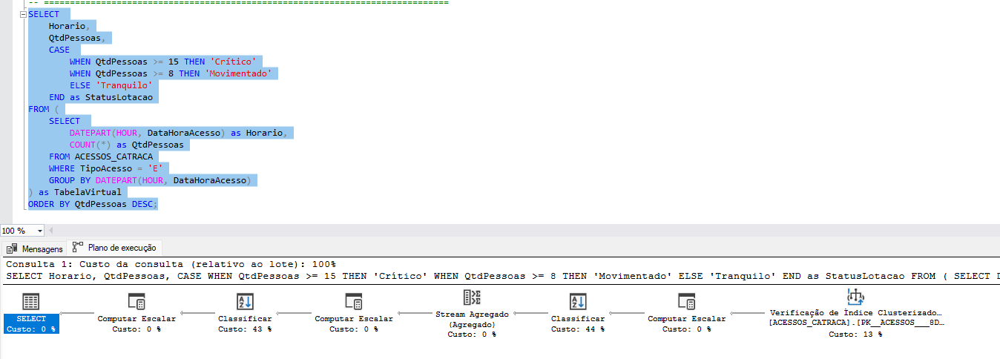 -- ==============================================================================
SELECT
Horario,
QtdPessoas,
CASE
WHEN QtdPessoas >= 15 THEN 'Crítico'
WHEN QtdPessoas >= 8 THEN 'Movimentado'
ELSE 'Tranquilo'
END as StatusLotacao
FROM (
SELECT
DATEPART(HOUR, DataHoraAcesso) as Horario,
COUNT(*) as QtdPessoas
FROM ACESSOS_CATRACA
WHERE TipoAcesso = 'E'
GROUP BY DATEPART(HOUR, DataHoraAcesso)
) as TabelaVirtual
ORDER BY QtdPessoas DESC;
100 %
Mensagens Plano de execução
Consulta 1: Custo da consulta (relativo ao lote): 100%
SELECT Horario, QtdPessoas, CASE WHEN QtdPessoas >= 15 THEN 'Crítico' WHEN QtdPessoas >= 8 THEN 'Movimentado' ELSE 'Tranquilo' END as StatusLotacao FROM ( SELECT D
SELECT
Custo: 0 %
Computar Escalar
Custo: 0 %
Classificar
Custo: 43 %
Computar Escalar
Custo: 0 %
Stream Agregado
(Agregado)
Custo: 0 %
Classificar
Custo: 44 %
Computar Escalar
Custo: 0 %
Verificação de Índice Clusterizado…
[ACESSOS_CATRACA].[PK__ACESSOS___8D…
Custo: 13 %